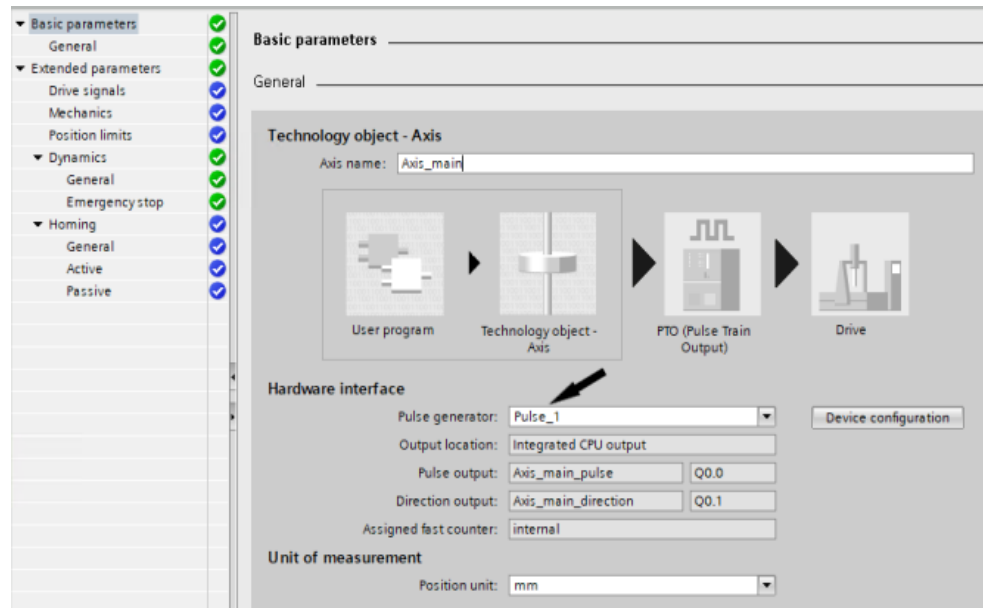 Basic parameters
General
Extended parameters
Drive signals
Mechanics
Position limits
Dynamics
General
Emergency stop
Homing
General
Active
Passive
Basic parameters
General
Technology object - Axis
Axis name: Axis_main
User program
Technology object -
Axis
PTO (Pulse Train
Output)
Drive
Hardware interface
Pulse generator: Pulse_1 Device configuration
Output location: Integrated CPU output
Pulse output: Axis_main_pulse Q0.0
Direction output: Axis_main_direction Q0.1
Assigned fast counter: internal
Unit of measurement
Position unit: mm